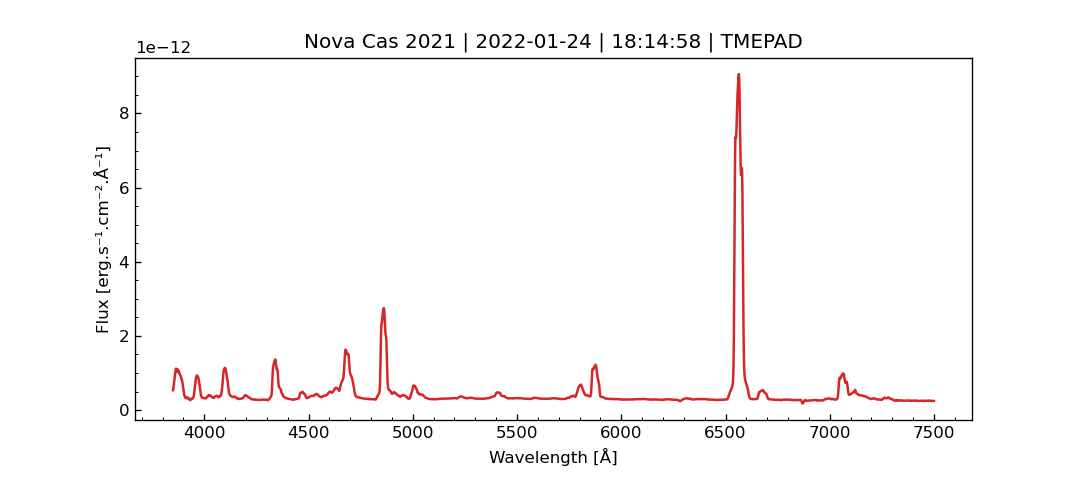 Nova Cas 2021 | 2022-01-24 | 18:14:58 | TMEPAD
1e−12
8
6
4
2
0
Flux [erg.s⁻¹.cm⁻².Å⁻¹]
4000 4500 5000 5500 6000 6500 7000 7500
Wavelength [Å]